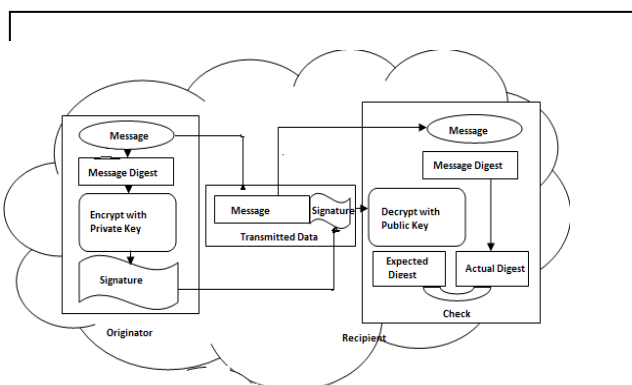 Message
Message Digest
Encrypt with
Private Key
Signature
Originator
Message
Signature
Transmitted Data
Message
Message Digest
Decrypt with
Public Key
Expected
Digest
Actual Digest
Check
Recipient